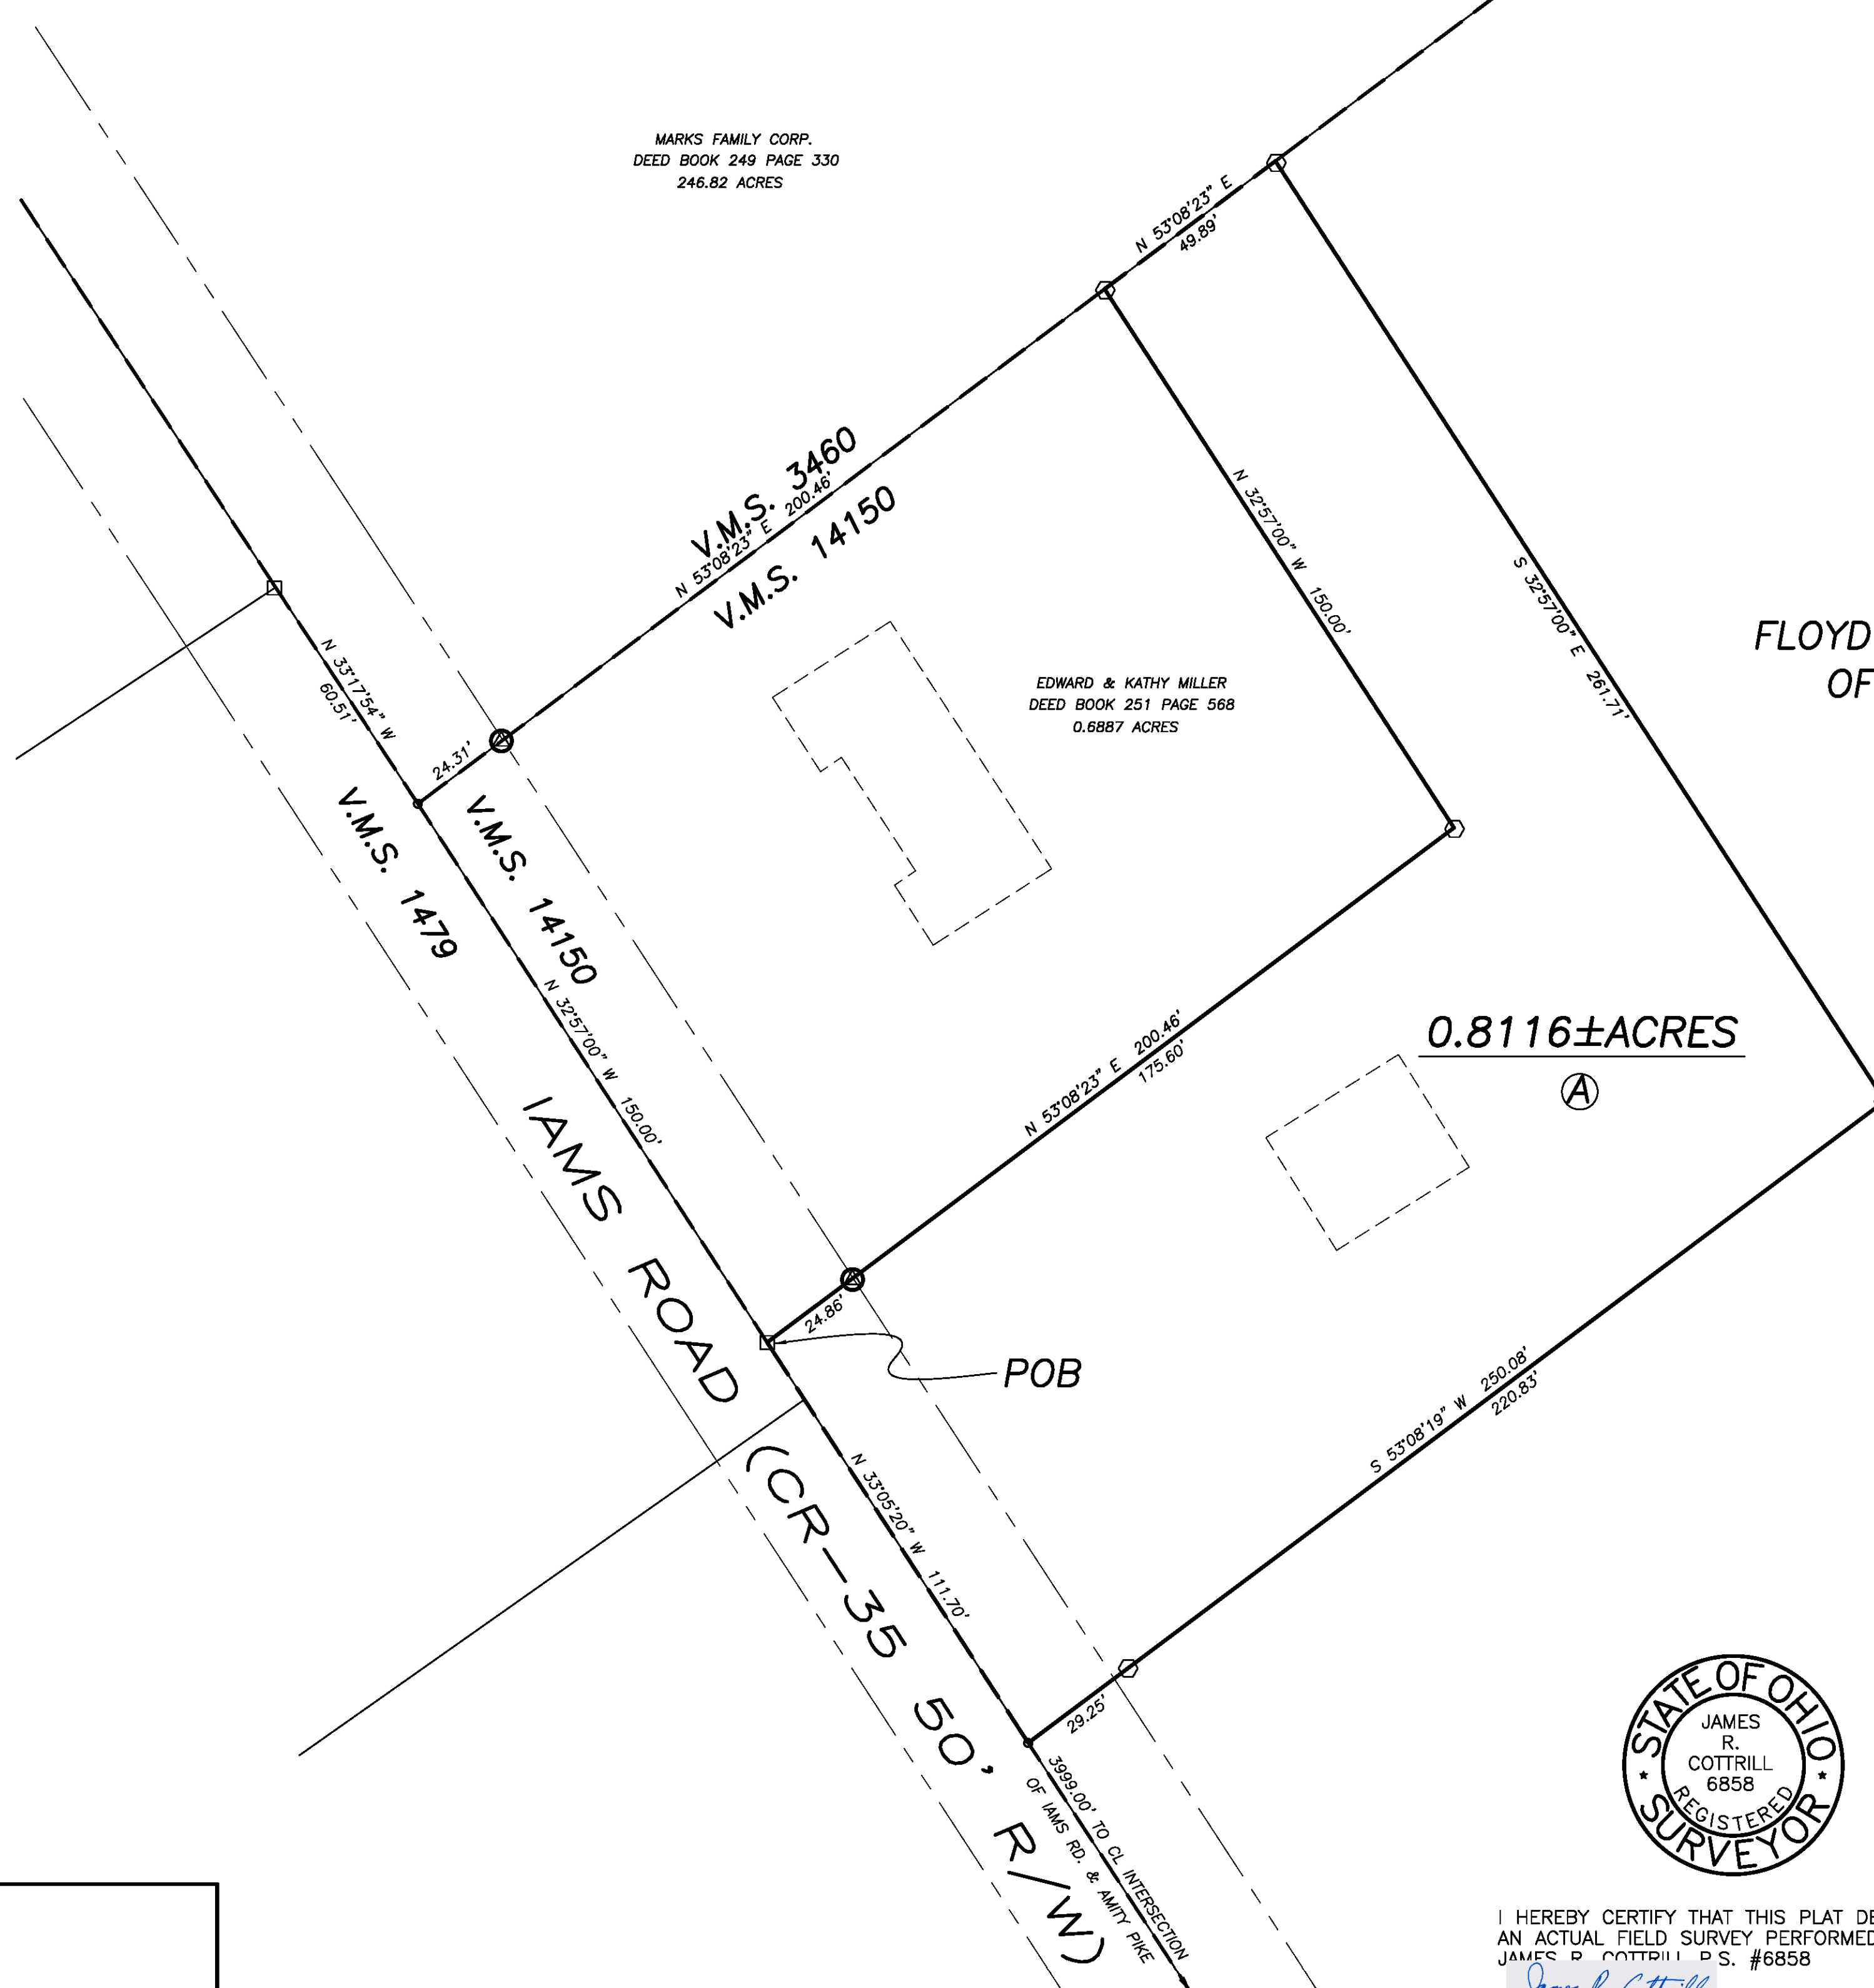 MARKS FAMILY CORP.
DEED BOOK 249 PAGE 330
246.82 ACRES
N 53°08'23" E
49.89'
V.M.S. 3460
N 53°08'23" E 200.46'
V.M.S. 14150
N 32°57'00" W 150.00'
S 32°57'00" E 261.71'
FLOYD
OF
N 33°17'54" W
60.51'
24.31'
EDWARD & KATHY MILLER
DEED BOOK 251 PAGE 568
0.6887 ACRES
V.M.S. 1479
V.M.S. 14150
N 32°57'00" W 150.00'
N 53°08'23" E 200.46'
175.60'
0.8116±ACRES
A
IAMS ROAD (CR-35 50' R/W)
24.86'
POB
N 33°05'20" W 111.70'
S 53°08'19" W 250.08'
220.83'
29.25'
3999.00' TO CL INTERSECTION
OF IAMS RD. & AMITY PIKE
STATE OF OHIO
JAMES
R.
COTTRILL
6858
REGISTERED
* SURVEYOR *
I HEREBY CERTIFY THAT THIS PLAT DE
AN ACTUAL FIELD SURVEY PERFORMED
JAMES R. COTTRILL P.S. #6858
James R. Cottrill